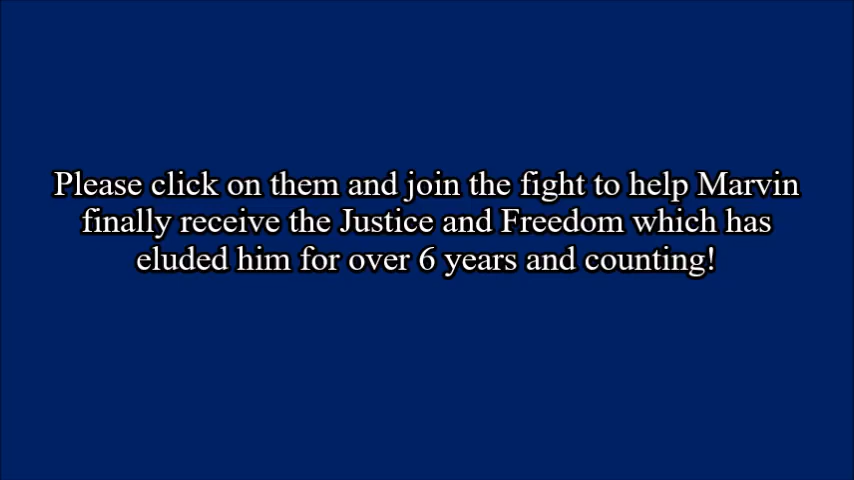 Please click on them and join the fight to help Marvin
finally receive the Justice and Freedom which has
eluded him for over 6 years and counting!